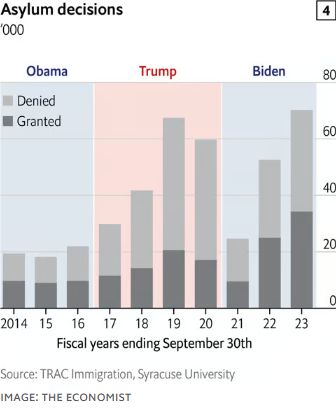 Asylum decisions
4
'000
Obama Trump Biden
80
Denied
Granted
60
40
20
0
2014 15 16 17 18 19 20 21 22 23
Fiscal years ending September 30th
Source: TRAC Immigration, Syracuse University
IMAGE: THE ECONOMIST